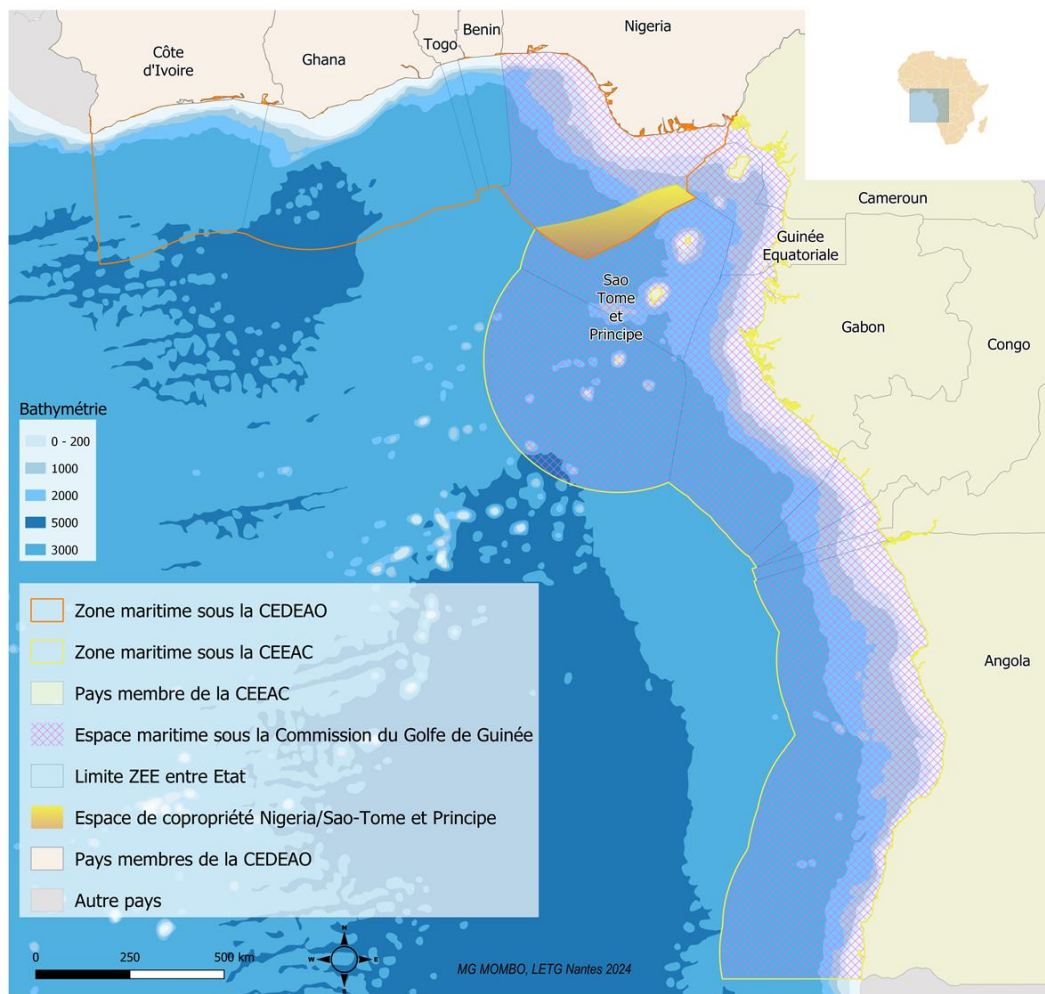 Côte
d'Ivoire
Ghana
Togo
Benin
Nigeria
Cameroun
Guinée
Equatoriale
Sao
Tome
et
Principe
Gabon
Congo
Angola
Bathymétrie
0 - 200
1000
2000
5000
3000
Zone maritime sous la CEDEAO
Zone maritime sous la CEEAC
Pays membre de la CEEAC
Espace maritime sous la Commission du Golfe de Guinée
Limite ZEE entre Etat
Espace de copropriété Nigeria/Sao-Tome et Principe
Pays membres de la CEDEAO
Autre pays
0 250 500 km
N
W E
S
MG MOMBO, LETG Nantes 2024